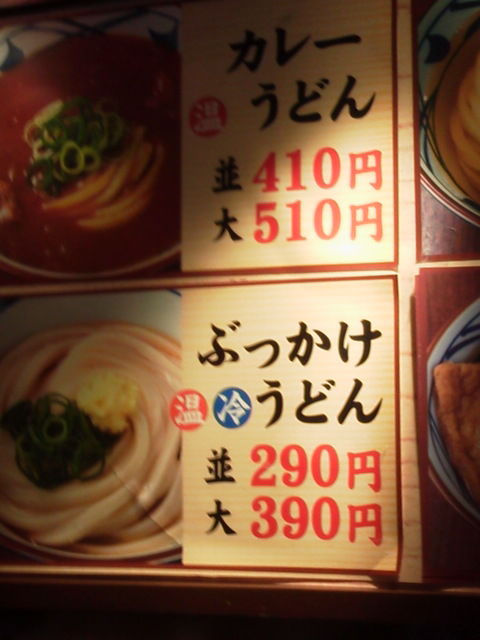 カレー
温 うどん
並 410円
大 510円
ぶっかけ
温 冷 うどん
並 290円
大 390円